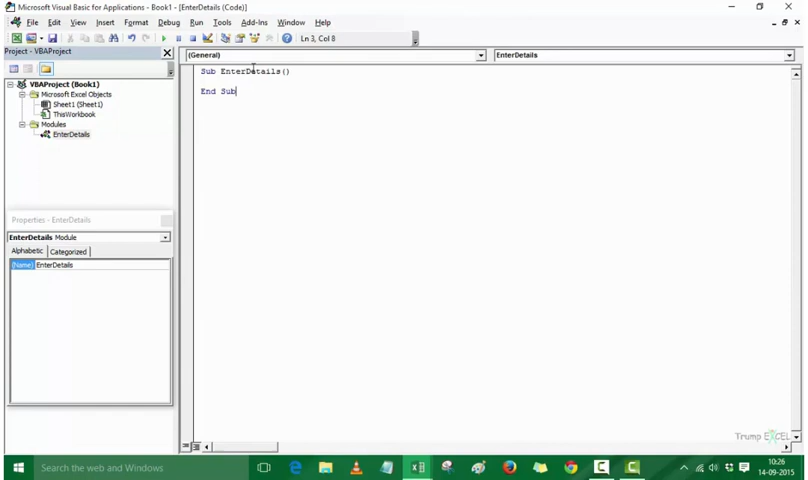 Microsoft Visual Basic for Applications - Book1 - [EnterDetails (Code)]
File Edit View Insert Format Debug Run Tools Add-Ins Window Help
Ln 3, Col 8
Project - VBAProject
(General)
EnterDetails
VBAProject (Book1)
Microsoft Excel Objects
Sheet1 (Sheet1)
ThisWorkbook
Modules
EnterDetails
Sub EnterDetails()
End Sub
Properties - EnterDetails
EnterDetails Module
Alphabetic Categorized
(Name) EnterDetails
Trump EXCEL
Search the web and Windows
10:26
14-09-2015